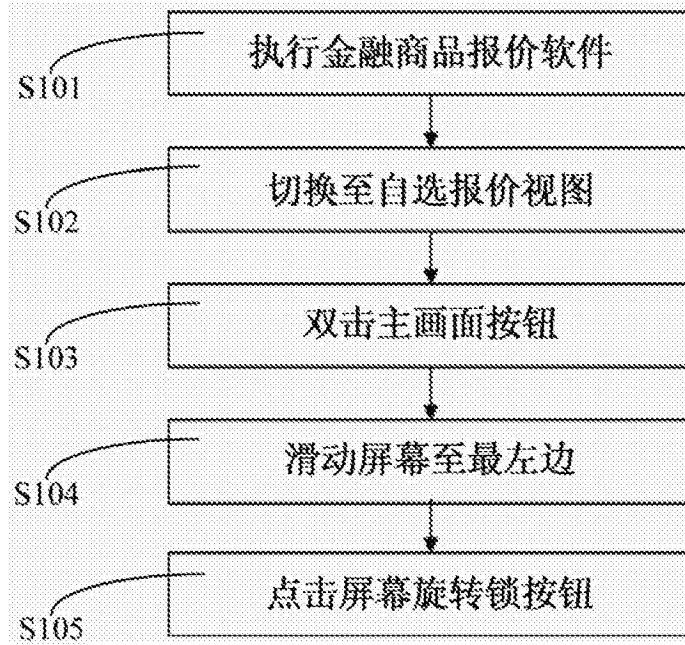 执行金融商品报价软件
S101
切换至自选报价视图
S102
双击主画面按钮
S103
滑动屏幕至最左边
S104
点击屏幕旋转锁按钮
S105